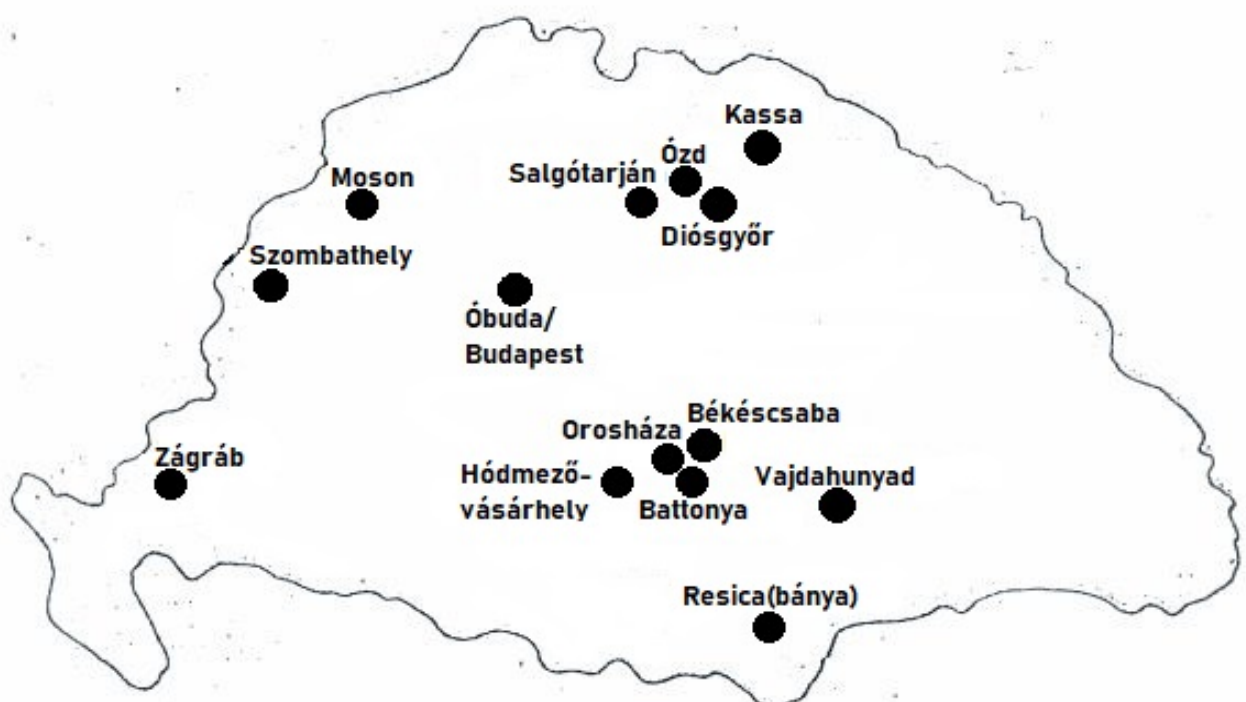 Kassa
Ózd
Salgótarján
Moson
Diósgyőr
Szombathely
Óbuda/
Budapest
Békéscsaba
Orosháza
Zágráb
Hódmező-
vásárhely
Vajdahunyad
Battonya
Resica(bánya)